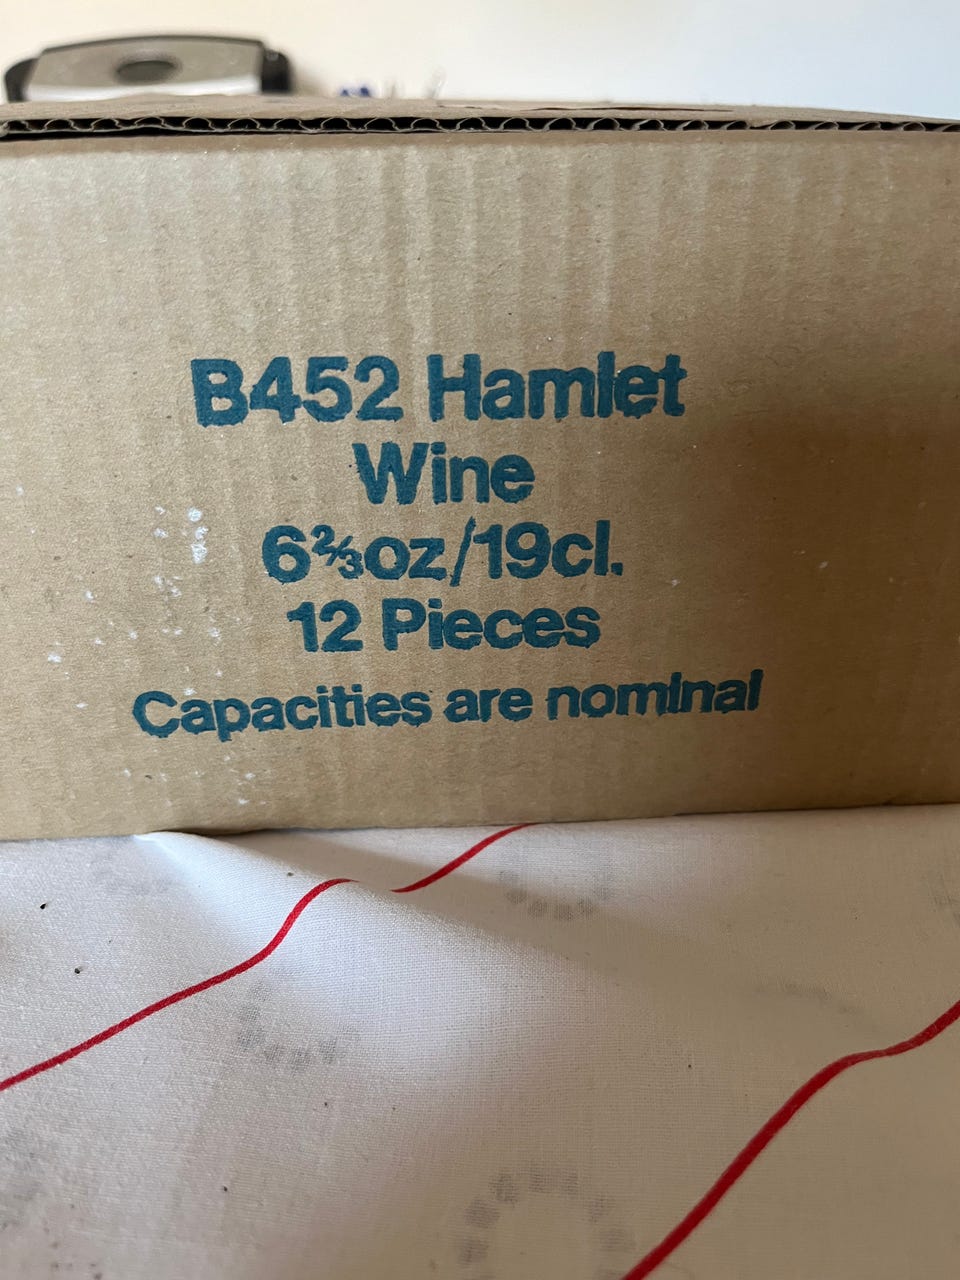 B452 Hamlet
Wine
6⅔oz/19cl.
12 Pieces
Capacities are nominal